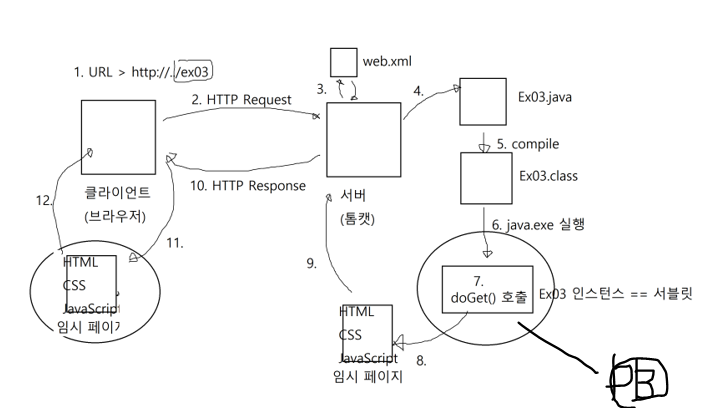 1. URL > http://../ex03
web.xml
3.
2. HTTP Request
4.
Ex03.java
5. compile
Ex03.class
10. HTTP Response
클라이언트
(브라우저)
서버
(톰캣)
12.
11.
6. java.exe 실행
9.
HTML
CSS
JavaScript
임시 페이지
7.
doGet() 호출
Ex03 인스턴스 == 서블릿
HTML
CSS
JavaScript
임시 페이지
8.